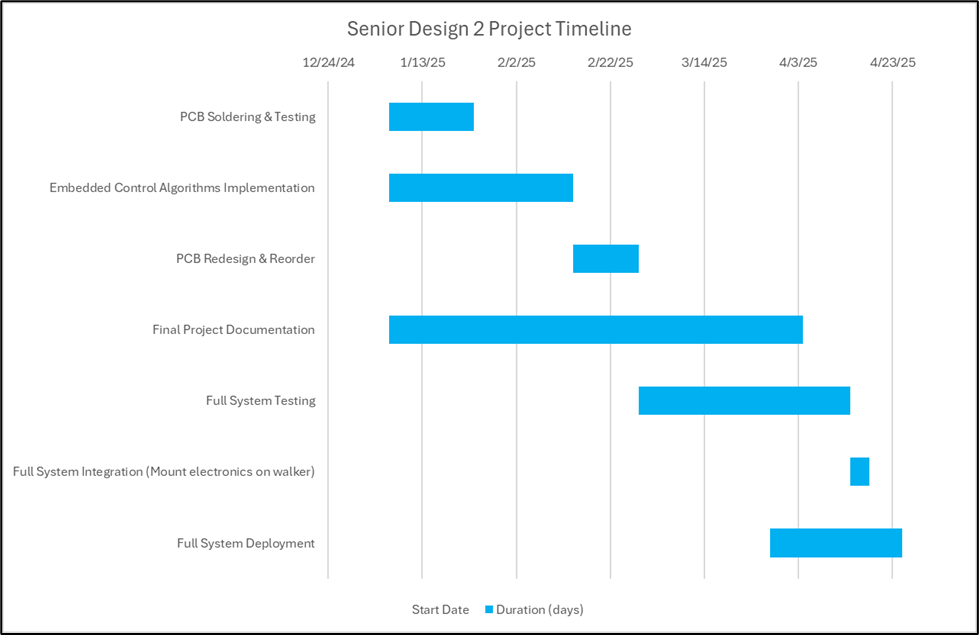 Senior Design 2 Project Timeline
12/24/24 1/13/25 2/2/25 2/22/25 3/14/25 4/3/25 4/23/25
PCB Soldering & Testing
Embedded Control Algorithms Implementation
PCB Redesign & Reorder
Final Project Documentation
Full System Testing
Full System Integration (Mount electronics on walker)
Full System Deployment
Start Date Duration (days)